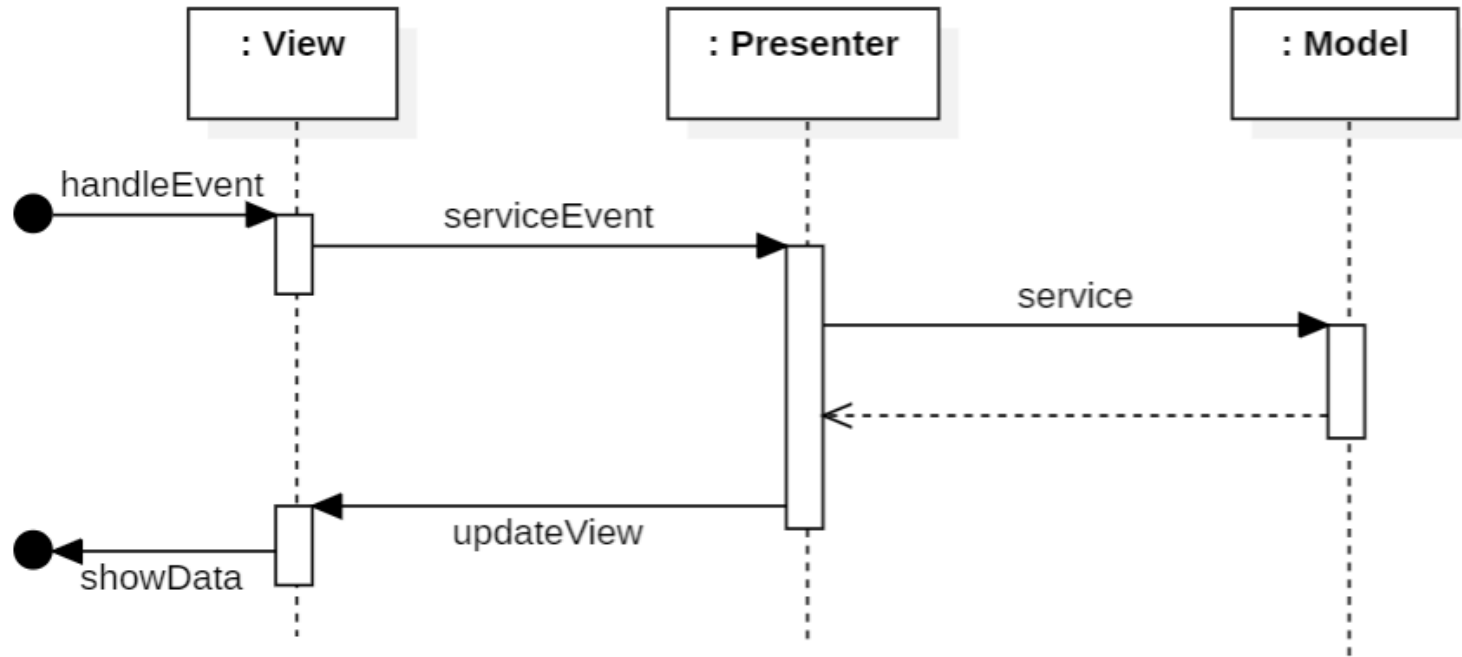 : View
: Presenter
: Model
handleEvent
serviceEvent
service
updateView
showData